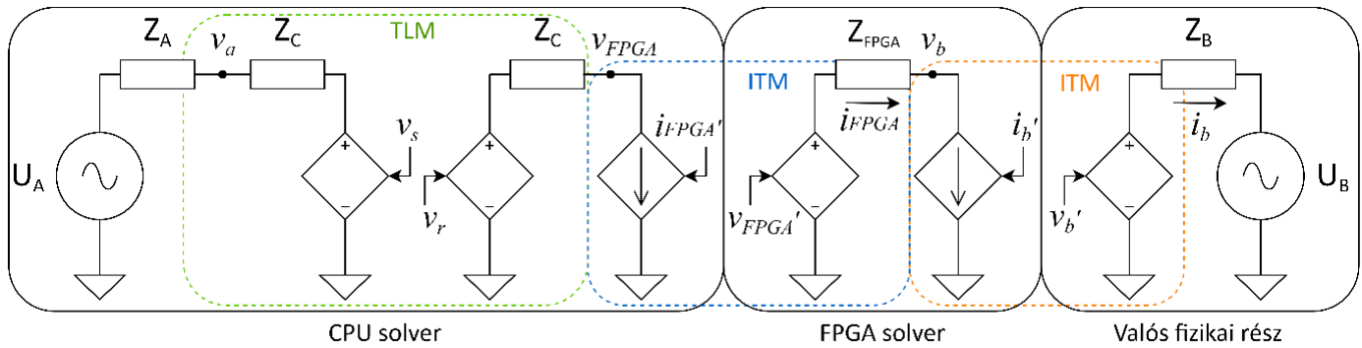 Z_A
Z_C
TLM
Z_C
v_FPGA
Z_FPGA
v_b
Z_B
v_a
ITM
ITM
i_FPGA
i_b
i_FPGA'
i_b'
v_s
U_A
U_B
v_r
v_FPGA'
v_b'
+
−
+
−
+
−
+
−
CPU solver
FPGA solver
Valós fizikai rész